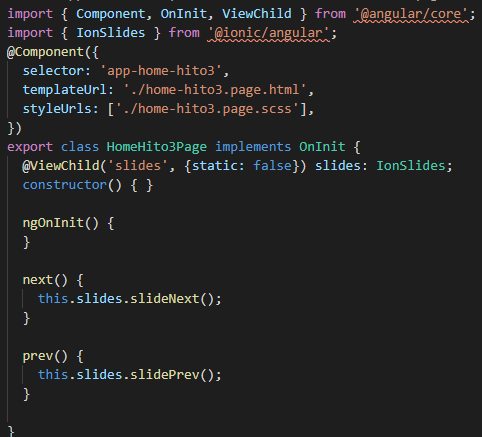 import { Component, OnInit, ViewChild } from '@angular/core';
import { IonSlides } from '@ionic/angular';
@Component({
  selector: 'app-home-hito3',
  templateUrl: './home-hito3.page.html',
  styleUrls: ['./home-hito3.page.scss'],
})
export class HomeHito3Page implements OnInit {
  @ViewChild('slides', {static: false}) slides: IonSlides;
  constructor() { }

  ngOnInit() {
  }

  next() {
    this.slides.slideNext();
  }

  prev() {
    this.slides.slidePrev();
  }

}